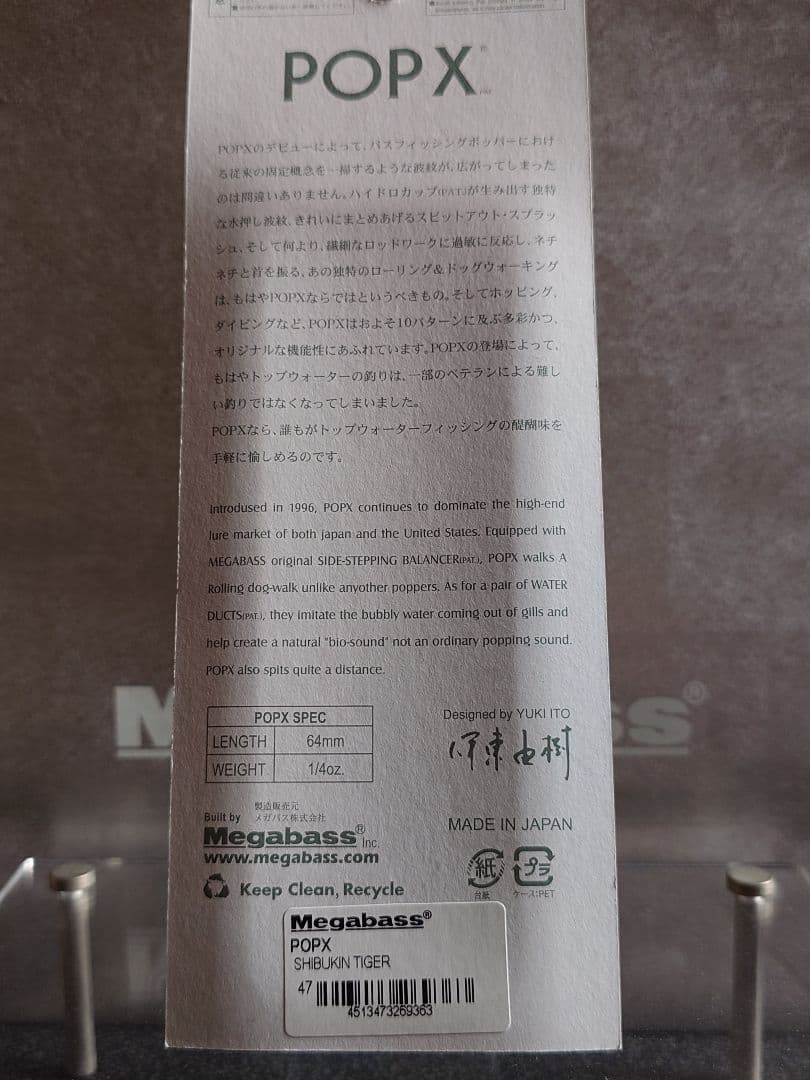 POPX®
POPXのデビューによって、バスフィッシングポッパーにおけ
る従来の固定概念を一掃するような波紋が、広がってしまった
のは間違いありません。ハイドロカップ(PAT.)が生み出す独特
な水押し波紋、きれいにまとめあげるスピットアウト・スプラッ
シュ、そして何より、繊細なロッドワークに過敏に反応し、ネチ
ネチと首を振る、あの独特のローリング&ドッグウォーキング
は、もはやPOPXならではというべきもの。そしてホッピング、
ダイビングなど、POPXはおよそ10パターンに及ぶ多彩かつ、
オリジナルな機能性にあふれています。POPXの登場によって、
もはやトップウォーターの釣りは、一部のベテランによる難し
い釣りではなくなってしまいました。
POPXなら、誰もがトップウォーターフィッシングの醍醐味を
手軽に愉しめるのです。
Introdused in 1996, POPX continues to dominate the high-end
lure market of both japan and the United States. Equipped with
MEGABASS original SIDE-STEPPING BALANCER(PAT.), POPX walks A
Rolling dog-walk unlike anyother poppers. As for a pair of WATER
DUCTS(PAT.), they imitate the bubbly water coming out of gills and
help create a natural "bio-sound" not an ordinary popping sound.
POPX also spits quite a distance.
POPX SPEC
LENGTH 64mm
WEIGHT 1/4oz.
Designed by YUKI ITO
伊東由樹
製造販売元
Built by メガバス株式会社
Megabass® Inc.
www.megabass.com
Keep Clean, Recycle
MADE IN JAPAN
紙 プラ
台紙 ケース:PET
Megabass®
POPX
SHIBUKIN TIGER
47
4513473269363